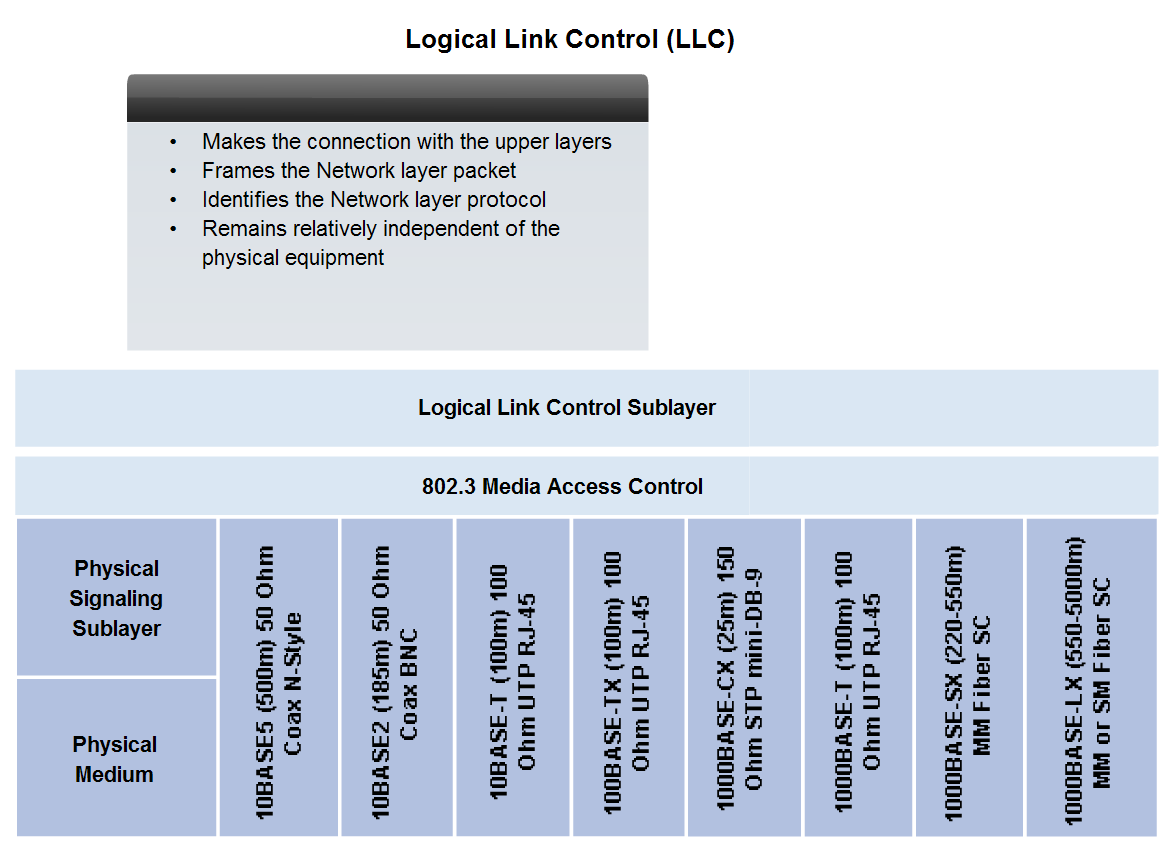 Logical Link Control (LLC)
• Makes the connection with the upper layers
• Frames the Network layer packet
• Identifies the Network layer protocol
• Remains relatively independent of the
physical equipment
Logical Link Control Sublayer
802.3 Media Access Control
Physical
Signaling
Sublayer
Physical
Medium
10BASE5 (500m) 50 Ohm
Coax N-Style
10BASE2 (185m) 50 Ohm
Coax BNC
10BASE-T (100m) 100
Ohm UTP RJ-45
100BASE-TX (100m) 100
Ohm UTP RJ-45
1000BASE-CX (25m) 150
Ohm STP mini-DB-9
1000BASE-T (100m) 100
Ohm UTP RJ-45
1000BASE-SX (220-550m)
MM Fiber SC
1000BASE-LX (550-5000m)
MM or SM Fiber SC